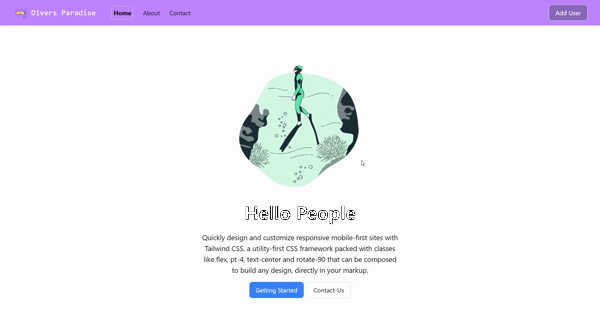 Divers Paradise
Home About Contact
Add User
Hello People
Quickly design and customize responsive mobile-first sites with
Tailwind CSS, a utility-first CSS framework packed with classes
like flex, pt-4, text-center and rotate-90 that can be composed
to build any design, directly in your markup.
Getting Started Contact-Us